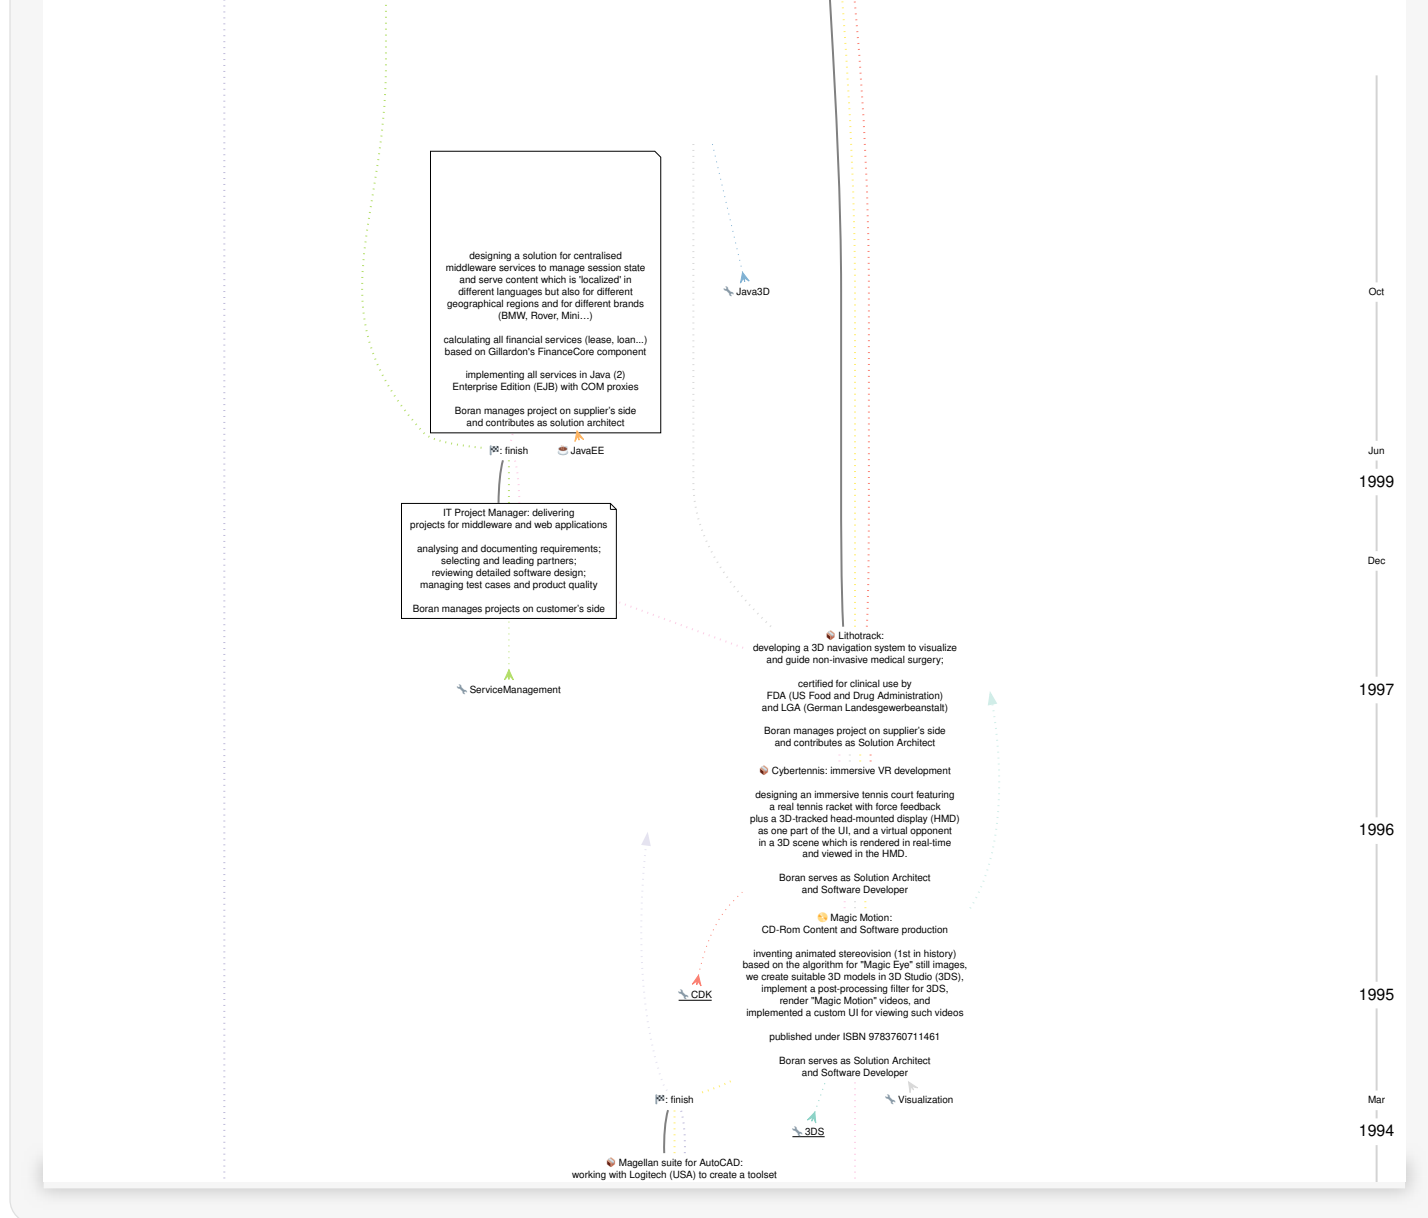 designing a solution for centralised
middleware services to manage session state
and serve content which is 'localized' in
different languages but also for different
geographical regions and for different brands
(BMW, Rover, Mini...)
calculating all financial services (lease, loan...)
based on Gillardon's FinanceCore component
implementing all services in Java (2)
Enterprise Edition (EJB) with COM proxies
Boran manages project on supplier's side
and contributes as solution architect
Java3D
Oct
: finish
JavaEE
Jun
1999
IT Project Manager: delivering
projects for middleware and web applications
analysing and documenting requirements;
selecting and leading partners;
reviewing detailed software design;
managing test cases and product quality
Boran manages projects on customer's side
Dec
ServiceManagement
Lithotrack:
developing a 3D navigation system to visualize
and guide non-invasive medical surgery;
certified for clinical use by
FDA (US Food and Drug Administration)
and LGA (German Landesgewerbeanstalt)
Boran manages project on supplier's side
and contributes as Solution Architect
1997
Cybertennis: immersive VR development
designing an immersive tennis court featuring
a real tennis racket with force feedback
plus a 3D-tracked head-mounted display (HMD)
as one part of the UI, and a virtual opponent
in a 3D scene which is rendered in real-time
and viewed in the HMD.
Boran serves as Solution Architect
and Software Developer
1996
Magic Motion:
CD-Rom Content and Software production
inventing animated stereovision (1st in history)
based on the algorithm for "Magic Eye" still images,
we create suitable 3D models in 3D Studio (3DS),
implement a post-processing filter for 3DS,
render "Magic Motion" videos, and
implemented a custom UI for viewing such videos
published under ISBN 9783760711461
Boran serves as Solution Architect
and Software Developer
CDK
1995
: finish
Visualization
Mar
3DS
1994
Magellan suite for AutoCAD:
working with Logitech (USA) to create a toolset